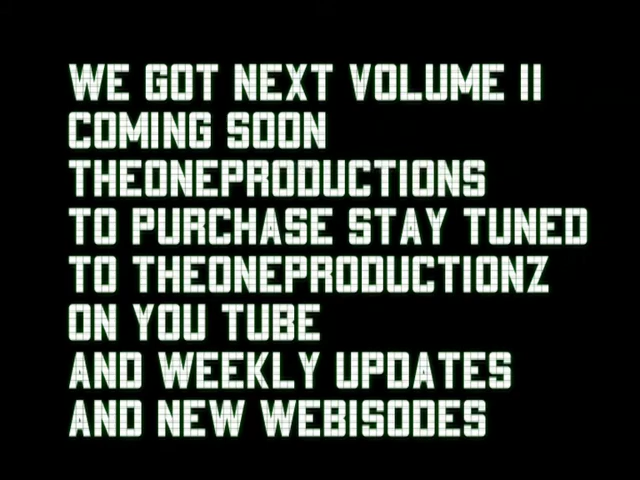 WE GOT NEXT VOLUME II
COMING SOON
THEONEPRODUCTIONS
TO PURCHASE STAY TUNED
TO THEONEPRODUCTIONZ
ON YOU TUBE
AND WEEKLY UPDATES
AND NEW WEBISODES